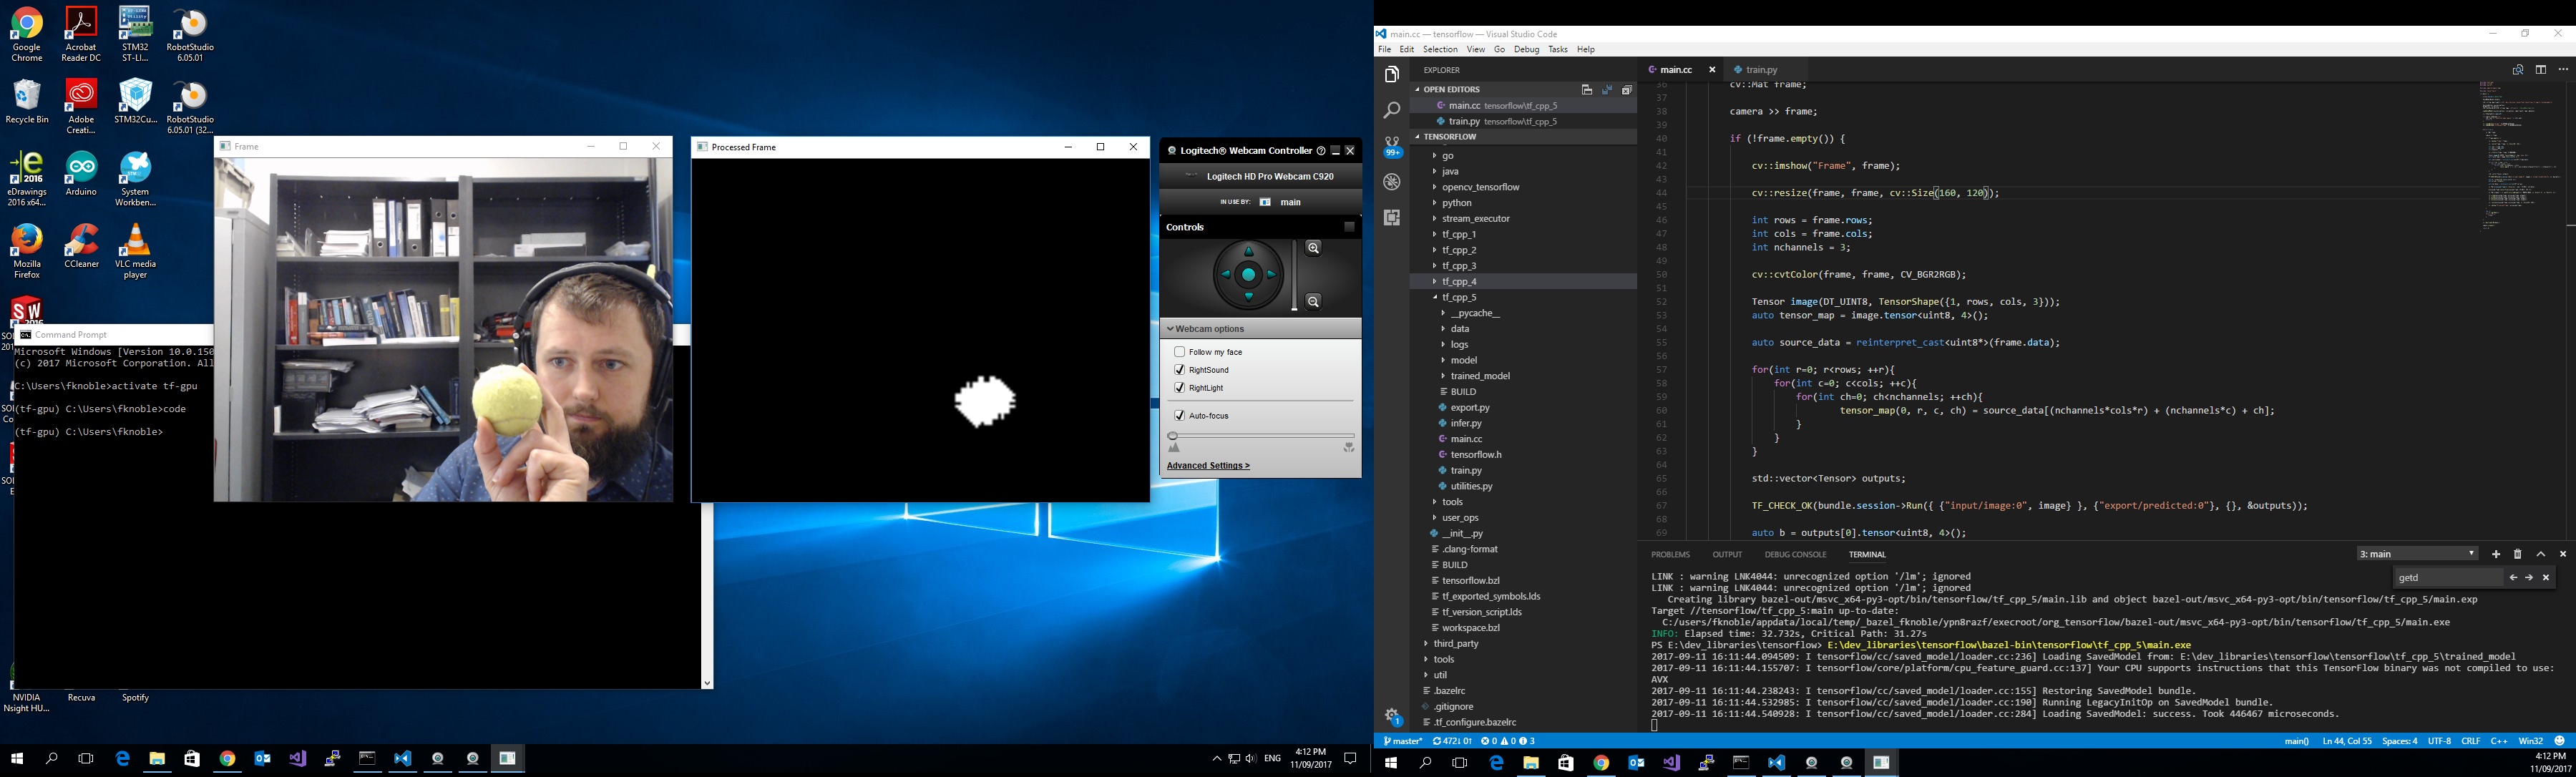 Google Chrome
Acrobat Reader DC
STM32 ST-LI...
RobotStudio 6.05.01
Recycle Bin
Adobe Creati...
STM32Cu...
RobotStudio 6.05.01 (32...
eDrawings 2016 x64...
Arduino
System Workben...
Mozilla Firefox
CCleaner
VLC media player
NVIDIA Nsight HU...
Recuva
Spotify
Command Prompt
Microsoft Windows [Version 10.0.150
(c) 2017 Microsoft Corporation. All
C:\Users\fknoble>activate tf-gpu
(tf-gpu) C:\Users\fknoble>code
(tf-gpu) C:\Users\fknoble>
Frame
Processed Frame
Logitech® Webcam Controller
Logitech HD Pro Webcam C920
IN USE BY: main
Controls
Webcam options
Follow my face
RightSound
RightLight
Auto-focus
Advanced Settings >
4:12 PM
ENG
11/09/2017
main.cc — tensorflow — Visual Studio Code
File Edit Selection View Go Debug Tasks Help
EXPLORER
OPEN EDITORS
main.cc tensorflow\tf_cpp_5
train.py tensorflow\tf_cpp_5
TENSORFLOW
99+
go
java
opencv_tensorflow
python
stream_executor
tf_cpp_1
tf_cpp_2
tf_cpp_3
tf_cpp_4
tf_cpp_5
__pycache__
data
logs
model
trained_model
BUILD
export.py
infer.py
main.cc
tensorflow.h
train.py
utilities.py
tools
user_ops
__init__.py
.clang-format
BUILD
tensorflow.bzl
tf_exported_symbols.lds
tf_version_script.lds
workspace.bzl
third_party
tools
util
.bazelrc
.gitignore
.tf_configure.bazelrc
1
main.cc train.py
36 cv::Mat frame;
37
38 camera >> frame;
39
40 if (!frame.empty()) {
41
42 cv::imshow("Frame", frame);
43
44 cv::resize(frame, frame, cv::Size(160, 120));
45
46 int rows = frame.rows;
47 int cols = frame.cols;
48 int nchannels = 3;
49
50 cv::cvtColor(frame, frame, CV_BGR2RGB);
51
52 Tensor image(DT_UINT8, TensorShape({1, rows, cols, 3}));
53 auto tensor_map = image.tensor<uint8, 4>();
54
55 auto source_data = reinterpret_cast<uint8*>(frame.data);
56
57 for(int r=0; r<rows; ++r){
58 for(int c=0; c<cols; ++c){
59 for(int ch=0; ch<nchannels; ++ch){
60 tensor_map(0, r, c, ch) = source_data[(nchannels*cols*r) + (nchannels*c) + ch];
61 }
62 }
63 }
64
65 std::vector<Tensor> outputs;
66
67 TF_CHECK_OK(bundle.session->Run({ {"input/image:0", image} }, {"export/predicted:0"}, {}, &outputs));
68
69 auto b = outputs[0].tensor<uint8, 4>();
PROBLEMS OUTPUT DEBUG CONSOLE TERMINAL
3: main
getd
LINK : warning LNK4044: unrecognized option '/lm'; ignored
LINK : warning LNK4044: unrecognized option '/lm'; ignored
Creating library bazel-out/msvc_x64-py3-opt/bin/tensorflow/tf_cpp_5/main.lib and object bazel-out/msvc_x64-py3-opt/bin/tensorflow/tf_cpp_5/main.exp
Target //tensorflow/tf_cpp_5:main up-to-date:
C:/users/fknoble/appdata/local/temp/_bazel_fknoble/ypn8razf/execroot/org_tensorflow/bazel-out/msvc_x64-py3-opt/bin/tensorflow/tf_cpp_5/main.exe
INFO: Elapsed time: 32.732s, Critical Path: 31.27s
PS E:\dev_libraries\tensorflow> E:\dev_libraries\tensorflow\bazel-bin\tensorflow\tf_cpp_5\main.exe
2017-09-11 16:11:44.094509: I tensorflow/cc/saved_model/loader.cc:236] Loading SavedModel from: E:\dev_libraries\tensorflow\tensorflow\tf_cpp_5\trained_model
2017-09-11 16:11:44.155707: I tensorflow/core/platform/cpu_feature_guard.cc:137] Your CPU supports instructions that this TensorFlow binary was not compiled to use:
AVX
2017-09-11 16:11:44.238243: I tensorflow/cc/saved_model/loader.cc:155] Restoring SavedModel bundle.
2017-09-11 16:11:44.532985: I tensorflow/cc/saved_model/loader.cc:190] Running LegacyInitOp on SavedModel bundle.
2017-09-11 16:11:44.540928: I tensorflow/cc/saved_model/loader.cc:284] Loading SavedModel: success. Took 446467 microseconds.
master* 472↓ 0↑ 0 0 3
main() Ln 44, Col 55 Spaces: 4 UTF-8 CRLF C++ Win32
4:12 PM
11/09/2017